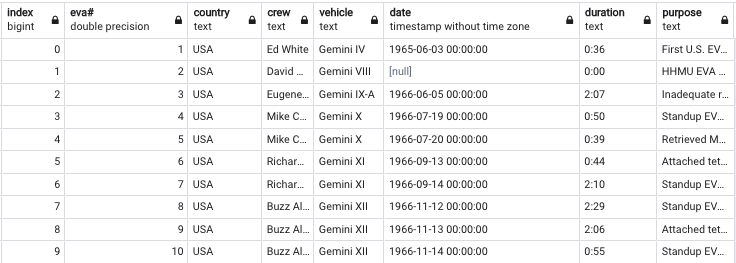 index eva# country crew vehicle date duration purpose
bigint double precision text text text timestamp without time zone text text
0 1 USA Ed White Gemini IV 1965-06-03 00:00:00 0:36 First U.S. EV...
1 2 USA David ... Gemini VIII [null] 0:00 HHMU EVA ...
2 3 USA Eugene... Gemini IX-A 1966-06-05 00:00:00 2:07 Inadequate r...
3 4 USA Mike C... Gemini X 1966-07-19 00:00:00 0:50 Standup EV...
4 5 USA Mike C... Gemini X 1966-07-20 00:00:00 0:39 Retrieved M...
5 6 USA Richar... Gemini XI 1966-09-13 00:00:00 0:44 Attached tet...
6 7 USA Richar... Gemini XI 1966-09-14 00:00:00 2:10 Standup EV...
7 8 USA Buzz Al... Gemini XII 1966-11-12 00:00:00 2:29 Standup EV...
8 9 USA Buzz Al... Gemini XII 1966-11-13 00:00:00 2:06 Attached tet...
9 10 USA Buzz Al... Gemini XII 1966-11-14 00:00:00 0:55 Standup EV...